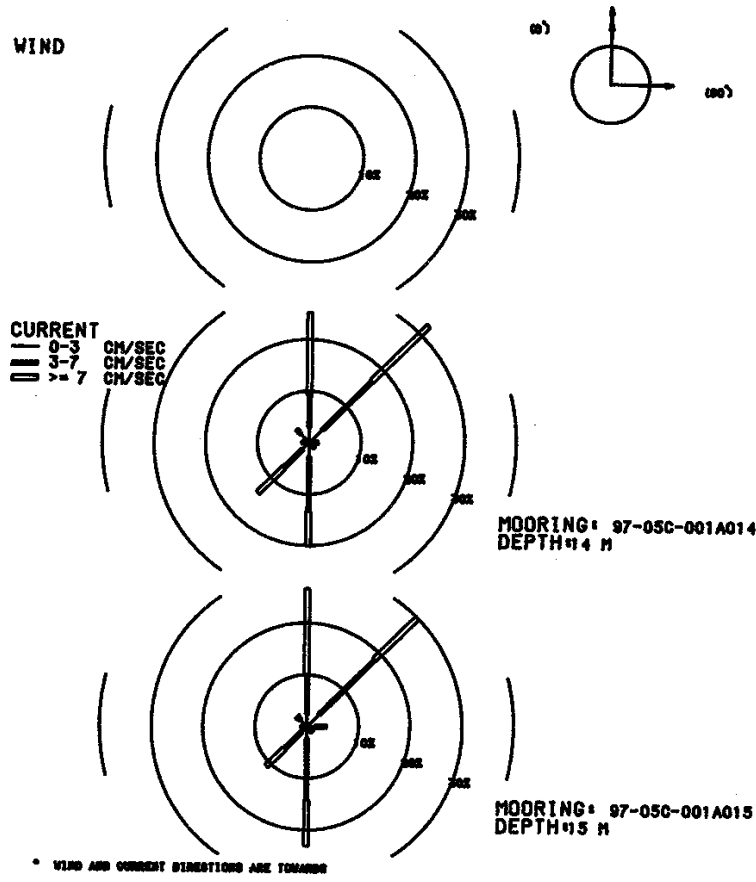 WIND
(0°)
(90°)
10%
20%
30%
CURRENT
0-3 CM/SEC
3-7 CM/SEC
>= 7 CM/SEC
10%
20%
30%
MOORING: 97-05C-001A014
DEPTH:14 M
10%
20%
30%
MOORING: 97-05C-001A015
DEPTH:15 M
* WIND AND CURRENT DIRECTIONS ARE TOWARDS